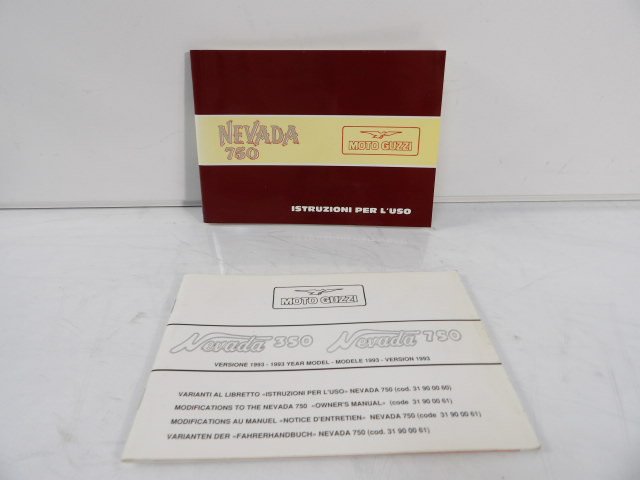 NEVADA
750
MOTO GUZZI
ISTRUZIONI PER L'USO
MOTO GUZZI
Nevada 350 Nevada 750
VERSIONE 1993 - 1993 YEAR MODEL - MODELE 1993 - VERSION 1993
VARIANTI AL LIBRETTO «ISTRUZIONI PER L'USO» NEVADA 750 (cod. 31 90 00 60)
MODIFICATIONS TO THE NEVADA 750 «OWNER'S MANUAL» (code 31 90 00 61)
MODIFICATIONS AU MANUEL «NOTICE D'ENTRETIEN» NEVADA 750 (code 31 90 00 61)
VARIANTEN DER «FAHRERHANDBUCH» NEVADA 750 (cod. 31 90 00 61)